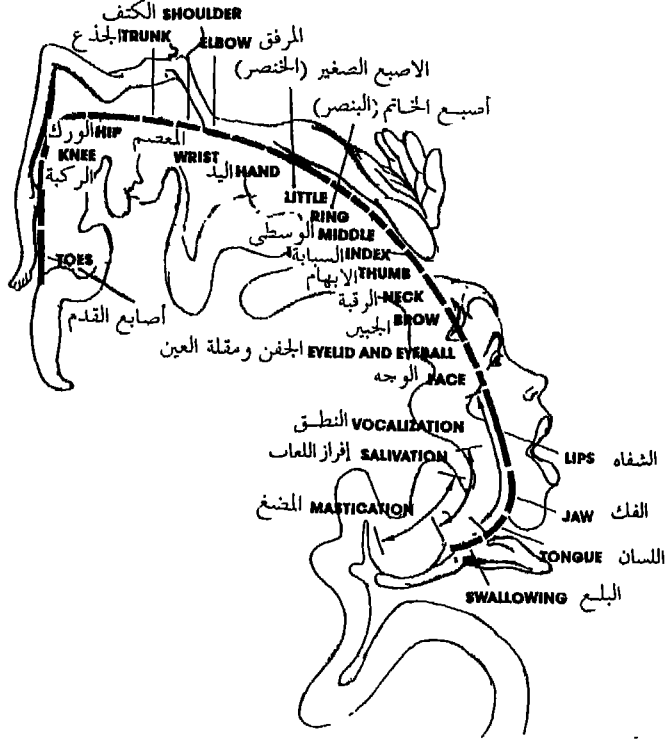 الكتف SHOULDER
الجذع TRUNK
ELBOW المرفق
الاصبع الصغير (الخنصر)
أصبع الخاتم (البنصر)
الورك HIP
المعصم
KNEE
WRIST
الركبة
اليد HAND
LITTLE
RING
الوسطى MIDDLE
السبابة INDEX
TOES
الابهام THUMB
الرقبة NECK
أصابع القدم
الجبين BROW
الجفن ومقلة العين EYELID AND EYEBALL
الوجه FACE
النطق VOCALIZATION
إفراز اللعاب SALIVATION
LIPS الشفاه
المضغ MASTICATION
JAW الفك
TONGUE اللسان
SWALLOWING البلع